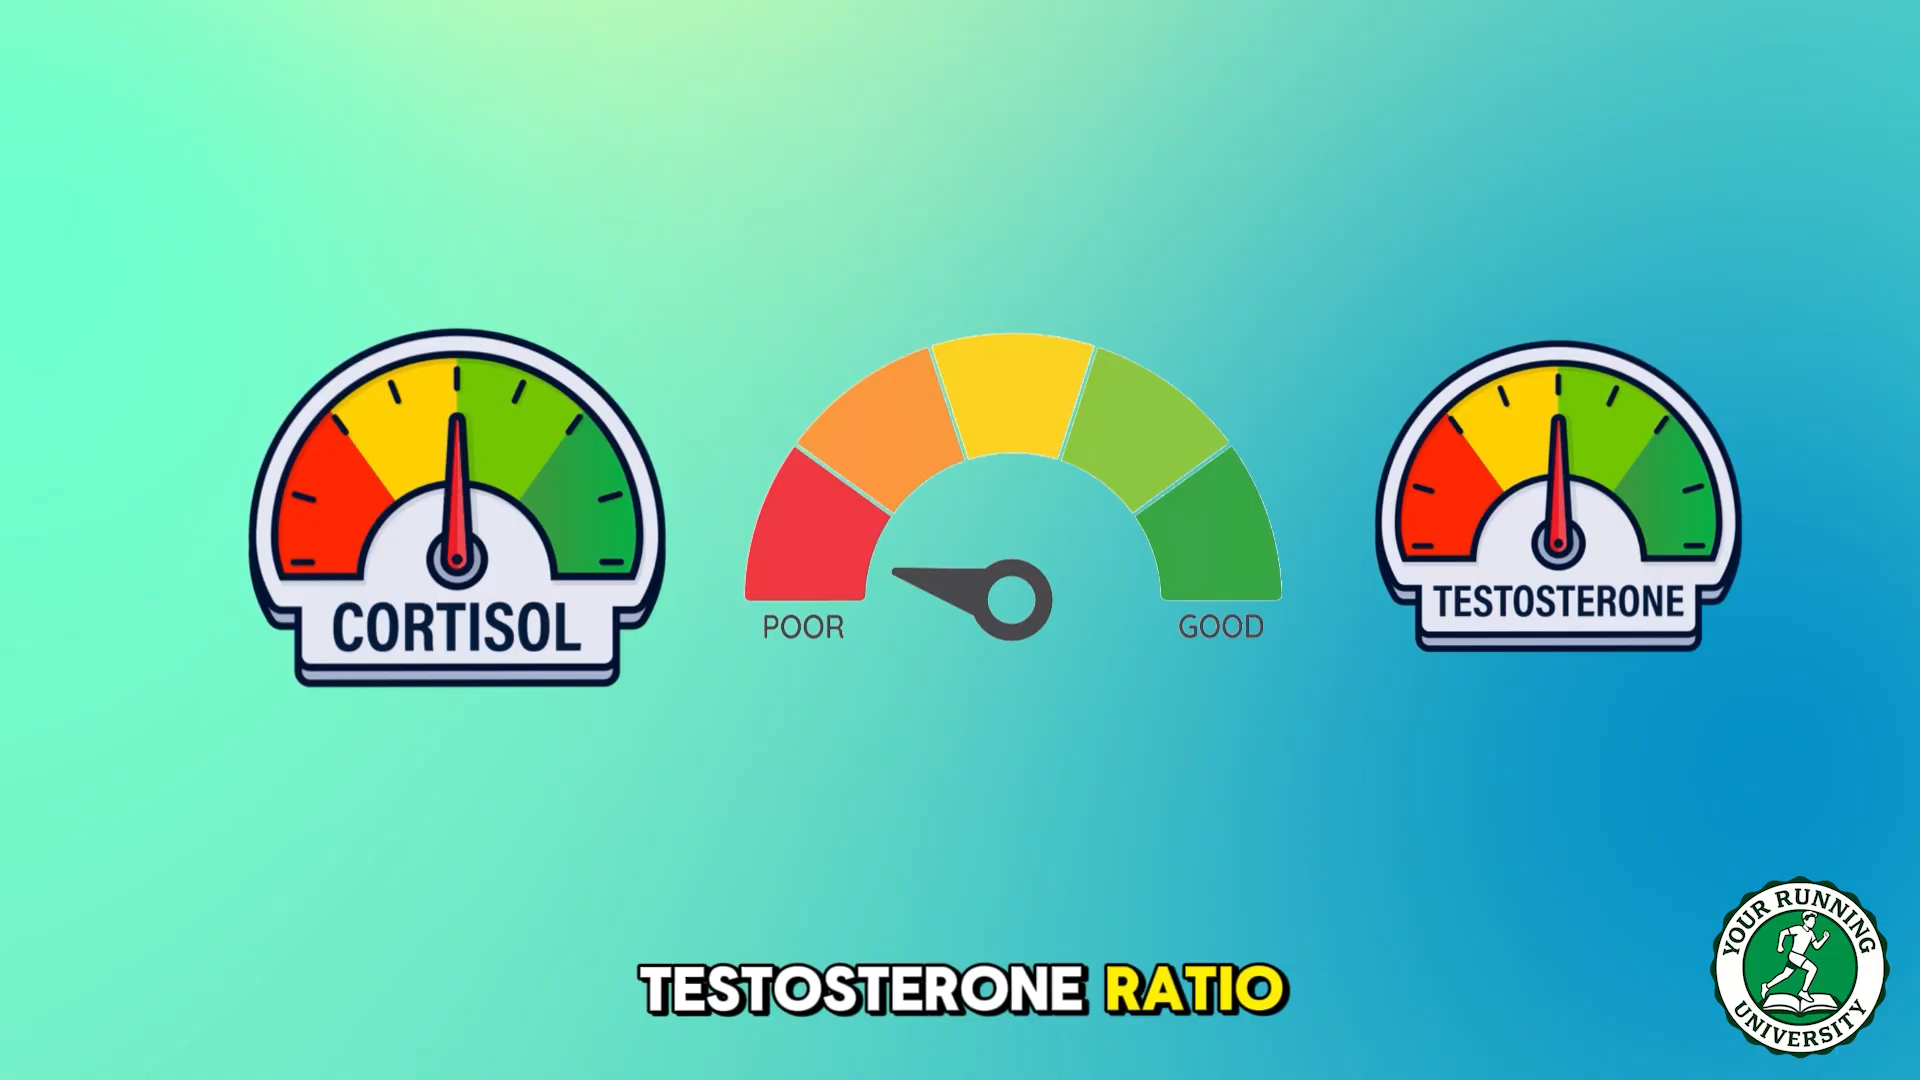 CORTISOL
POOR
GOOD
TESTOSTERONE
TESTOSTERONE RATIO
YOUR RUNNING
UNIVERSITY